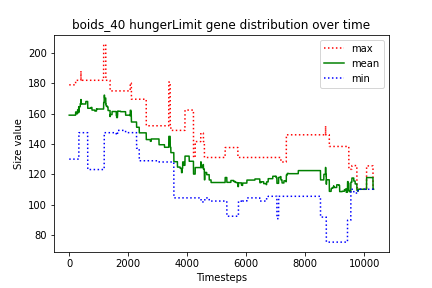 boids_40 hungerLimit gene distribution over time
max
mean
min
Size value
200
180
160
140
120
100
80
0 2000 4000 6000 8000 10000
Timesteps